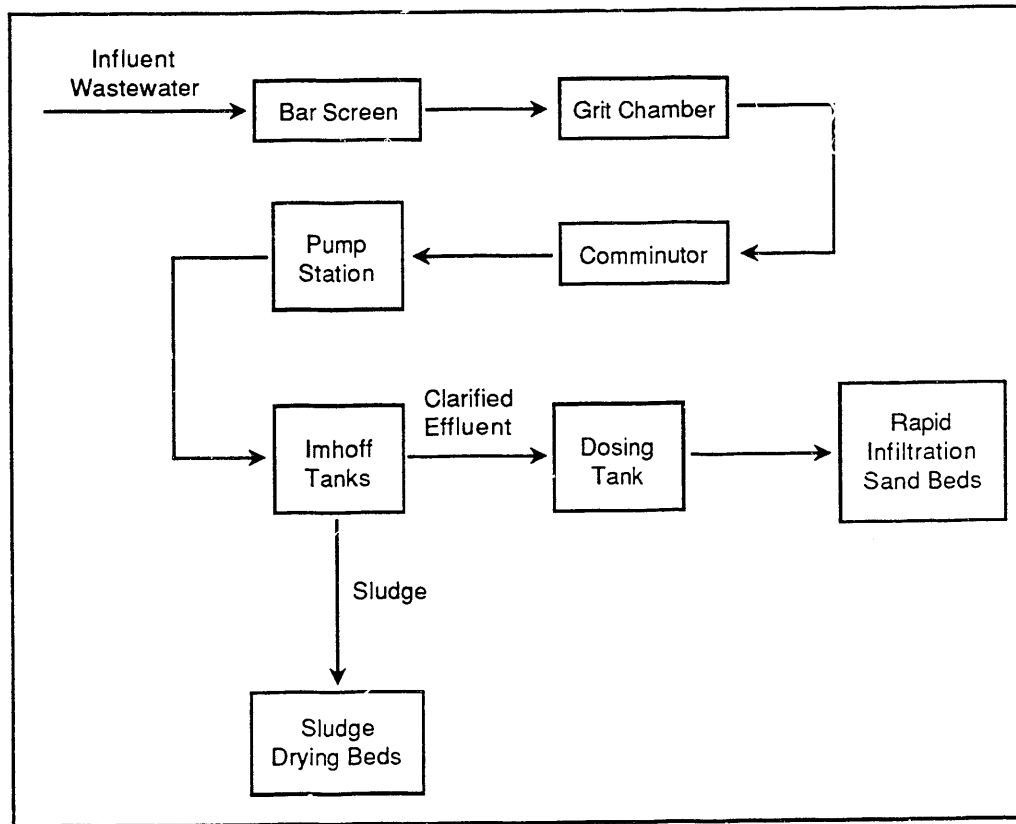 Influent
Wastewater
Bar Screen
Grit Chamber
Pump
Station
Comminutor
Imhoff
Tanks
Clarified
Effluent
Dosing
Tank
Rapid
Infiltration
Sand Beds
Sludge
Sludge
Drying Beds